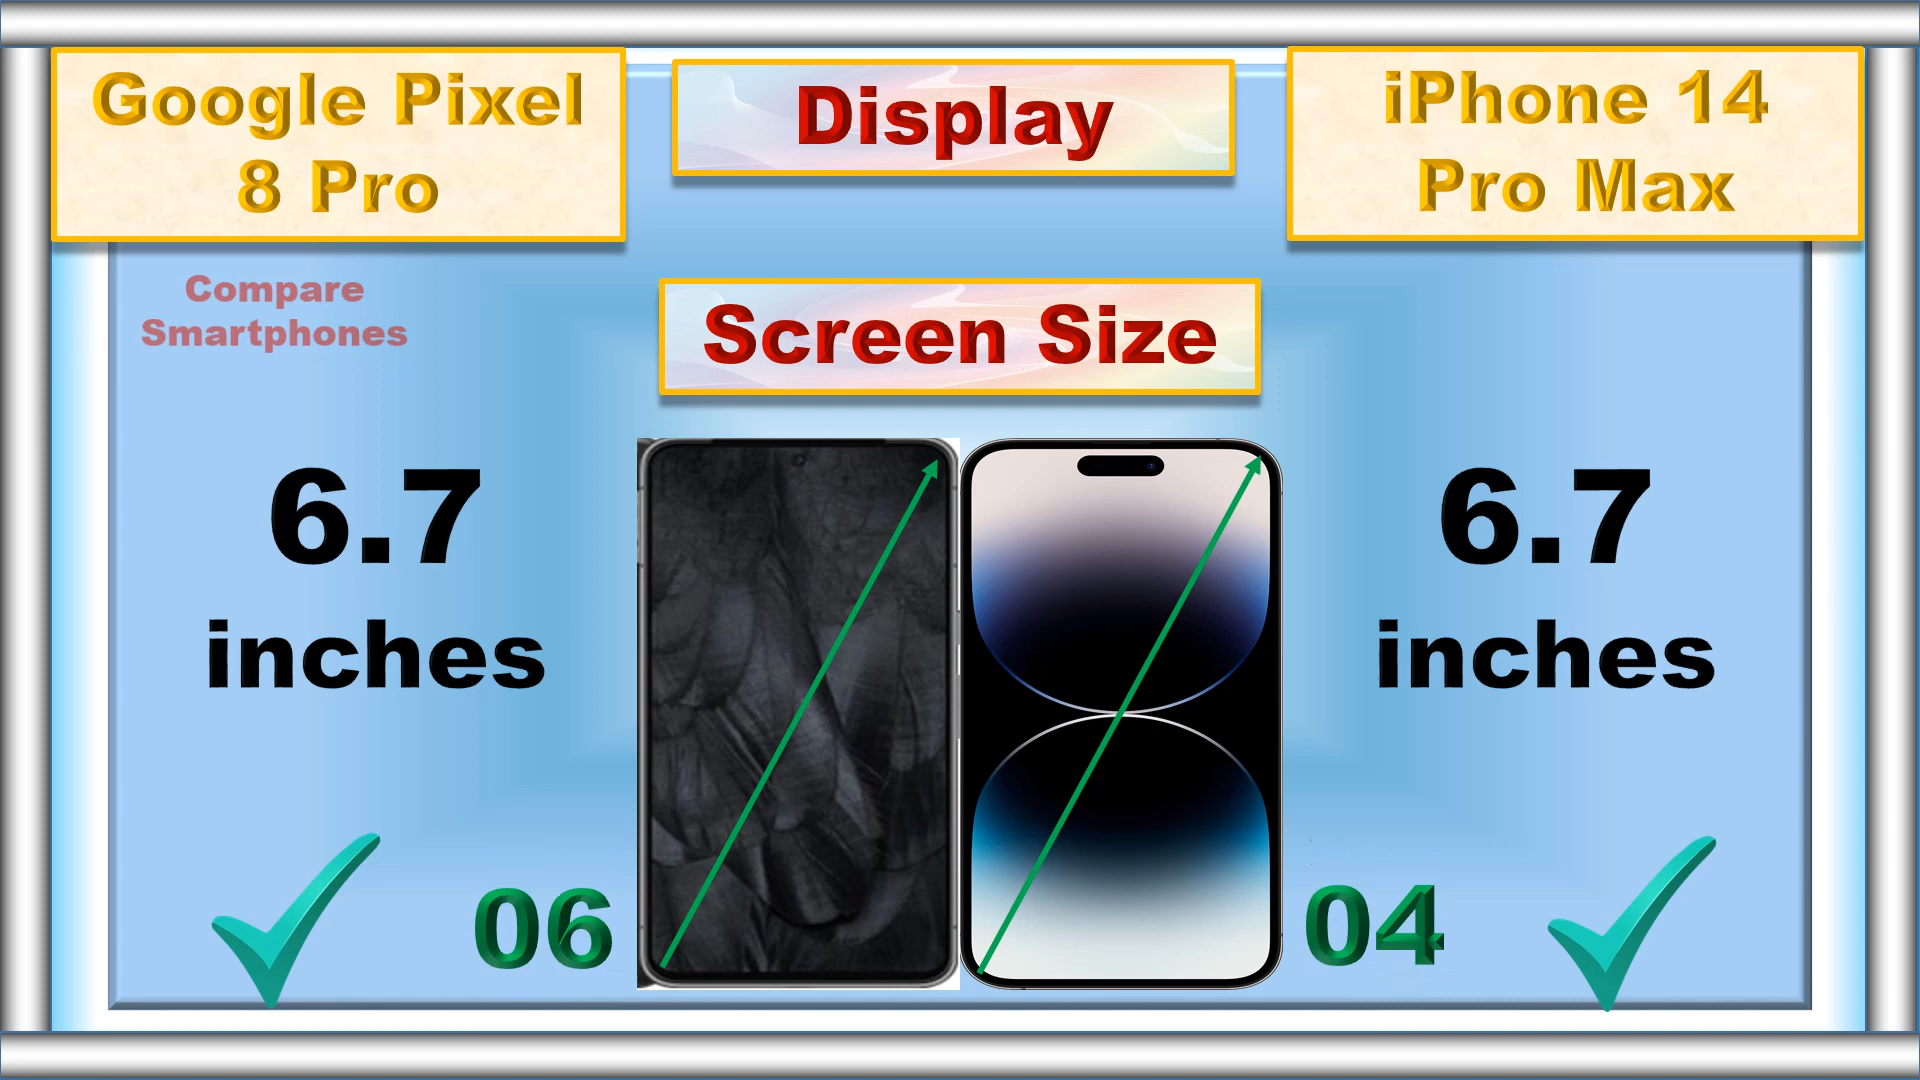 Google Pixel
8 Pro
Display
iPhone 14
Pro Max
Compare
Smartphones
Screen Size
6.7
inches
6.7
inches
06
04